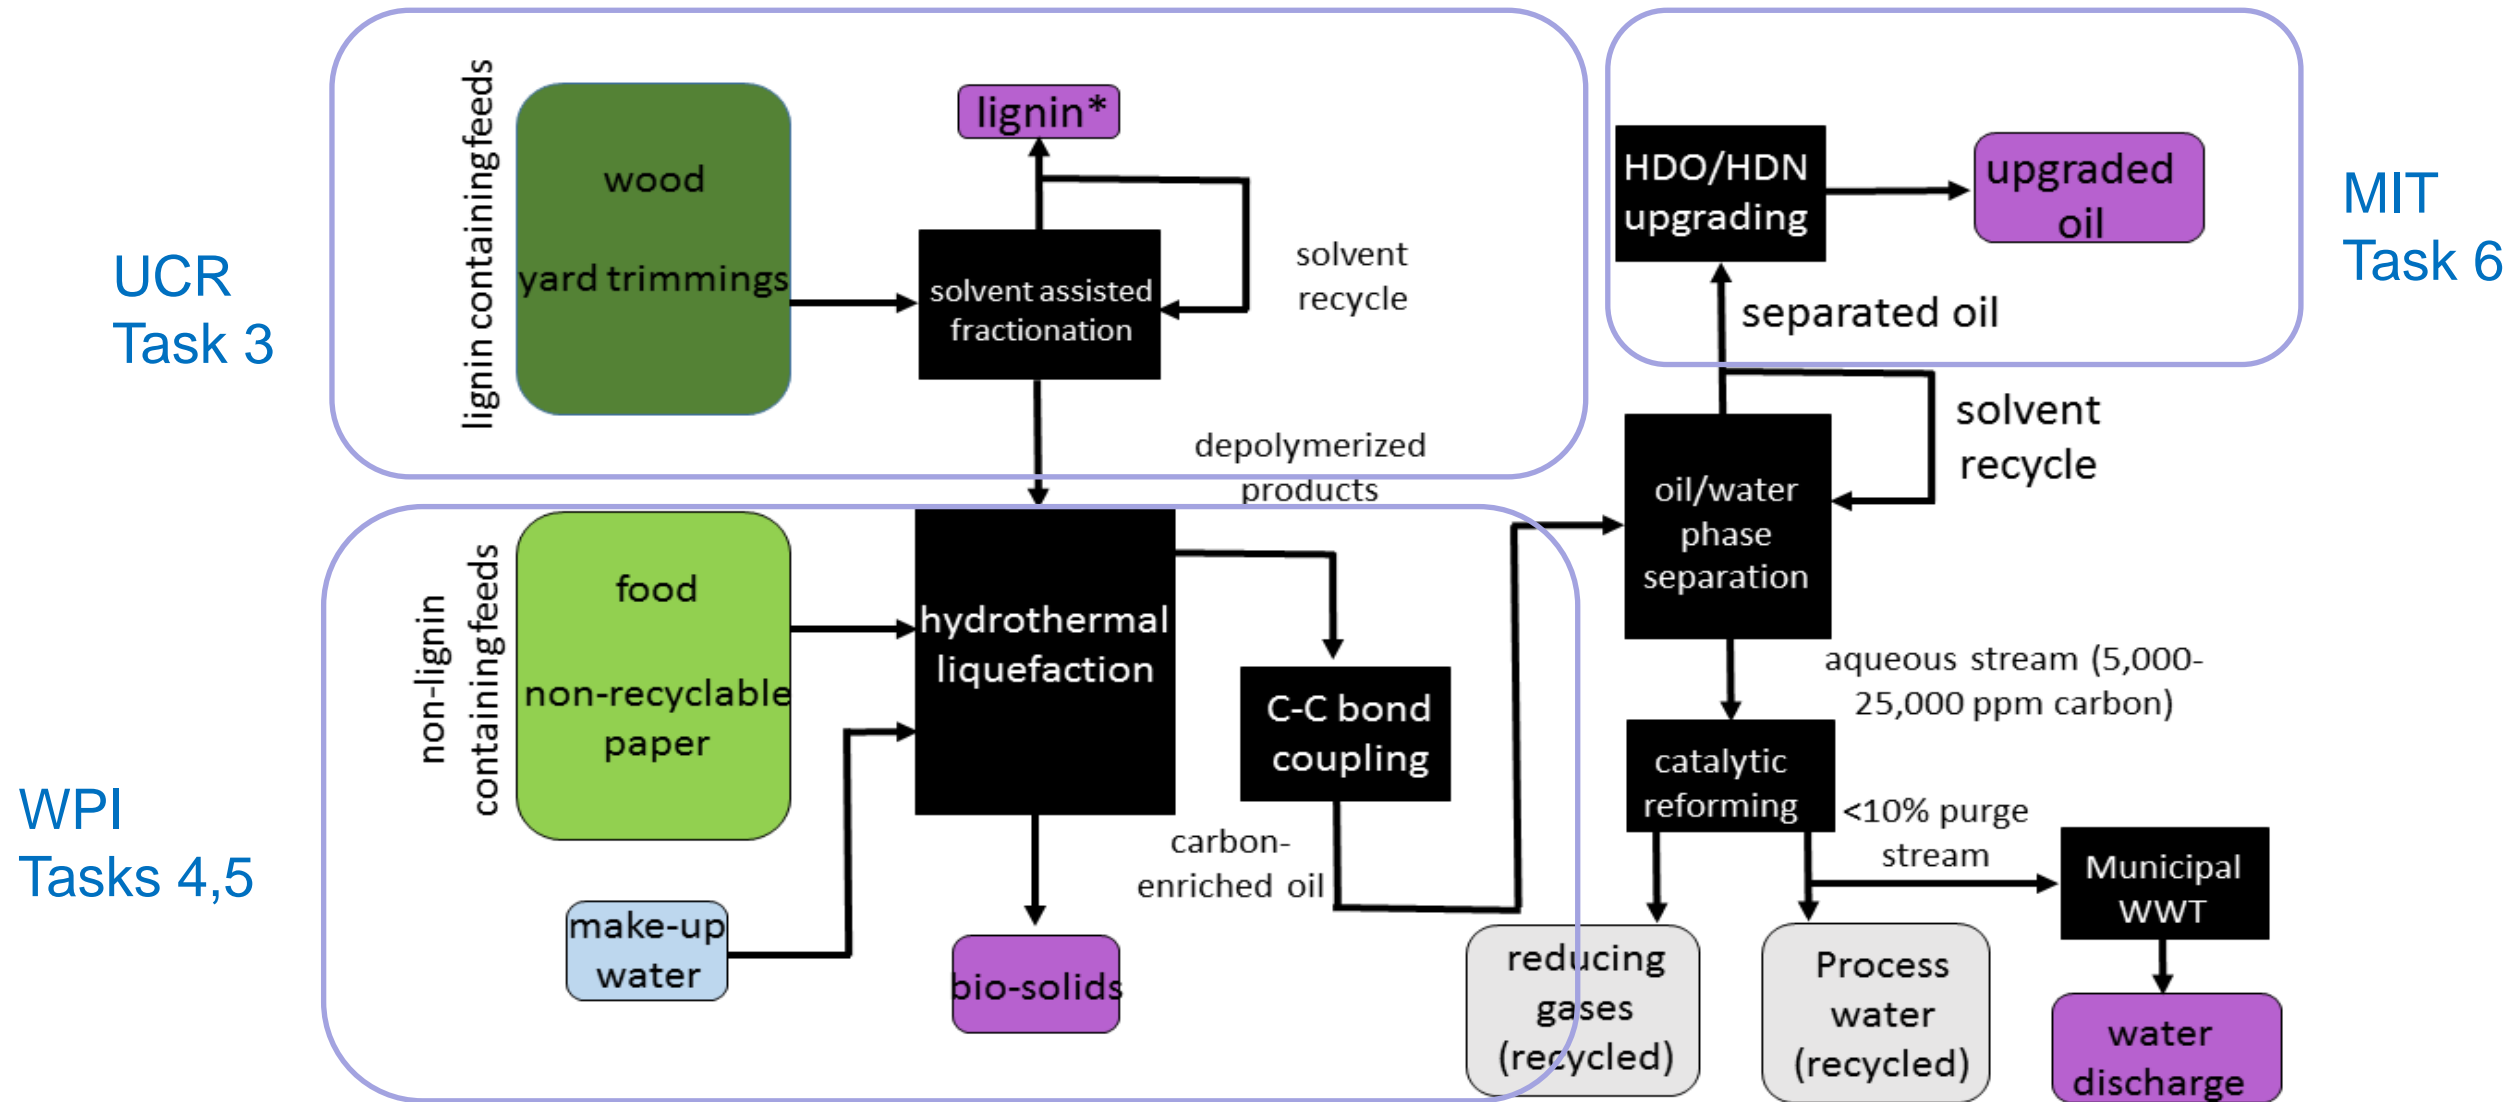 UCR
Task 3
lignin containing feeds
wood
yard trimmings
lignin*
solvent assisted
fractionation
solvent
recycle
depolymerized
products
HDO/HDN
upgrading
upgraded
oil
MIT
Task 6
separated oil
solvent
recycle
oil/water
phase
separation
WPI
Tasks 4,5
non-lignin
containing feeds
food
non-recyclable
paper
make-up
water
hydrothermal
liquefaction
bio-solids
C-C bond
coupling
carbon-
enriched oil
aqueous stream (5,000-
25,000 ppm carbon)
catalytic
reforming
<10% purge
stream
Municipal
WWT
reducing
gases
(recycled)
Process
water
(recycled)
water
discharge